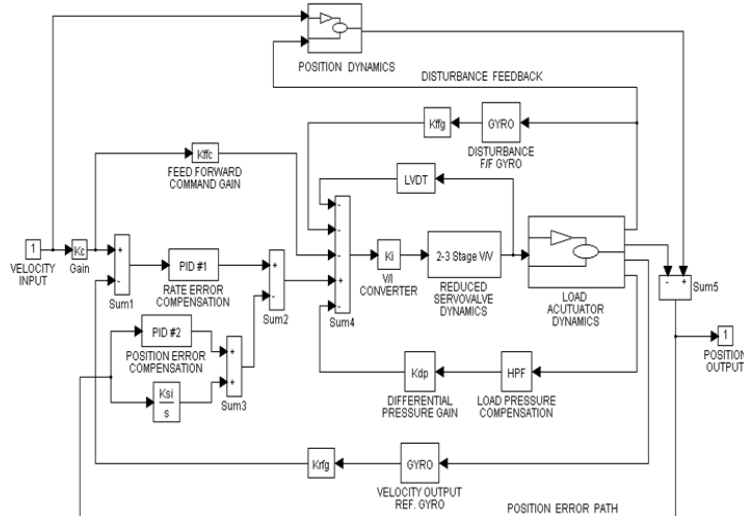 POSITION DYNAMICS
DISTURBANCE FEEDBACK
Kffg
GYRO
DISTURBANCE
F/F GYRO
Kffc
FEED FORWARD
COMMAND GAIN
LVDT
1
VELOCITY
INPUT
Kc
Gain
+
-
Sum1
PID #1
RATE ERROR
COMPENSATION
+
-
Sum2
-
-
-
+
-
Sum4
Ki
V/I
CONVERTER
2-3 Stage V/V
REDUCED
SERVOVALVE
DYNAMICS
LOAD
ACUTUATOR
DYNAMICS
- +
Sum5
1
POSITION
OUTPUT
PID #2
POSITION ERROR
COMPENSATION
+
+
Sum3
Ksi
s
Kdp
DIFFERENTIAL
PRESSURE GAIN
HPF
LOAD PRESSURE
COMPENSATION
Krfg
GYRO
VELOCITY OUTPUT
REF. GYRO
POSITION ERROR PATH